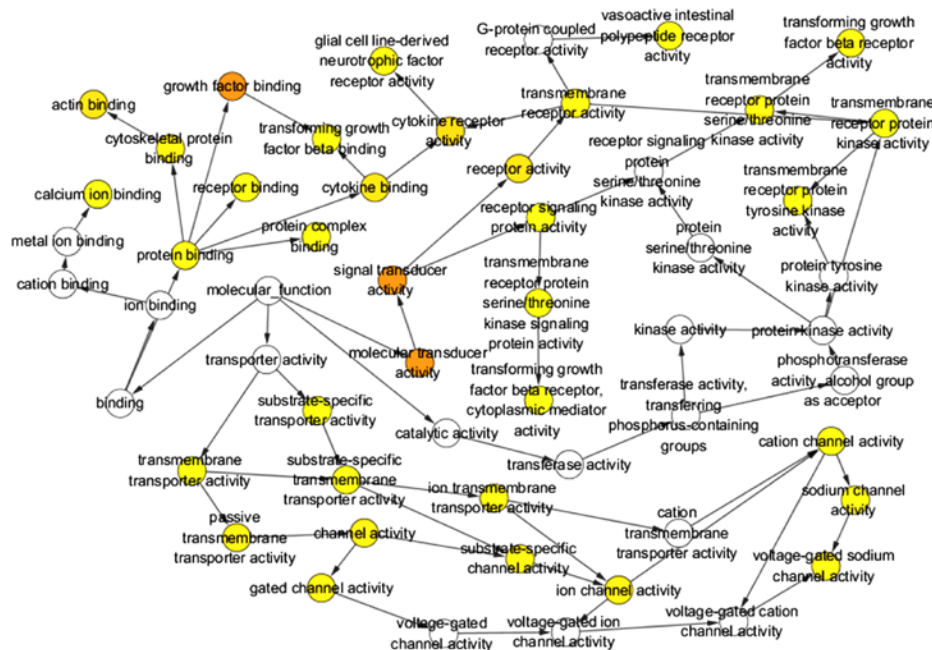 G-protein coupled
receptor activity
vasoactive intestinal
polypeptide receptor activity
transforming growth
factor beta receptor
activity
glial cell line-derived
neurotrophic factor
receptor activity
growth factor binding
actin binding
cytoskeletal protein
binding
transforming growth
factor beta binding
cytokine receptor
activity
transmembrane
receptor activity
transmembrane
receptor protein
serine/threonine
kinase activity
transmembrane
receptor protein
kinase activity
calcium ion binding
receptor binding
cytokine binding
receptor activity
receptor signaling
protein
serine/threonine
kinase activity
transmembrane
receptor protein
tyrosine kinase activity
metal ion binding
protein binding
protein complex
binding
receptor signaling
protein activity
protein
serine/threonine
kinase activity
cation binding
ion binding
molecular_function
signal transducer
activity
transmembrane
receptor protein
serine/threonine
kinase signaling
protein activity
protein tyrosine
kinase activity
transporter activity
molecular transducer
activity
kinase activity
protein kinase activity
binding
substrate-specific
transporter activity
transforming growth
factor beta receptor,
cytoplasmic mediator
activity
transferase activity,
transferring
phosphorus-containing
groups
phosphotransferase
activity, alcohol group
as acceptor
catalytic activity
transferase activity
cation channel activity
transmembrane
transporter activity
substrate-specific
transmembrane
transporter activity
ion transmembrane
transporter activity
cation
transmembrane
transporter activity
sodium channel
activity
passive
transmembrane
transporter activity
channel activity
substrate-specific
channel activity
voltage-gated sodium
channel activity
gated channel activity
ion channel activity
voltage-gated
channel activity
voltage-gated ion
channel activity
voltage-gated cation
channel activity